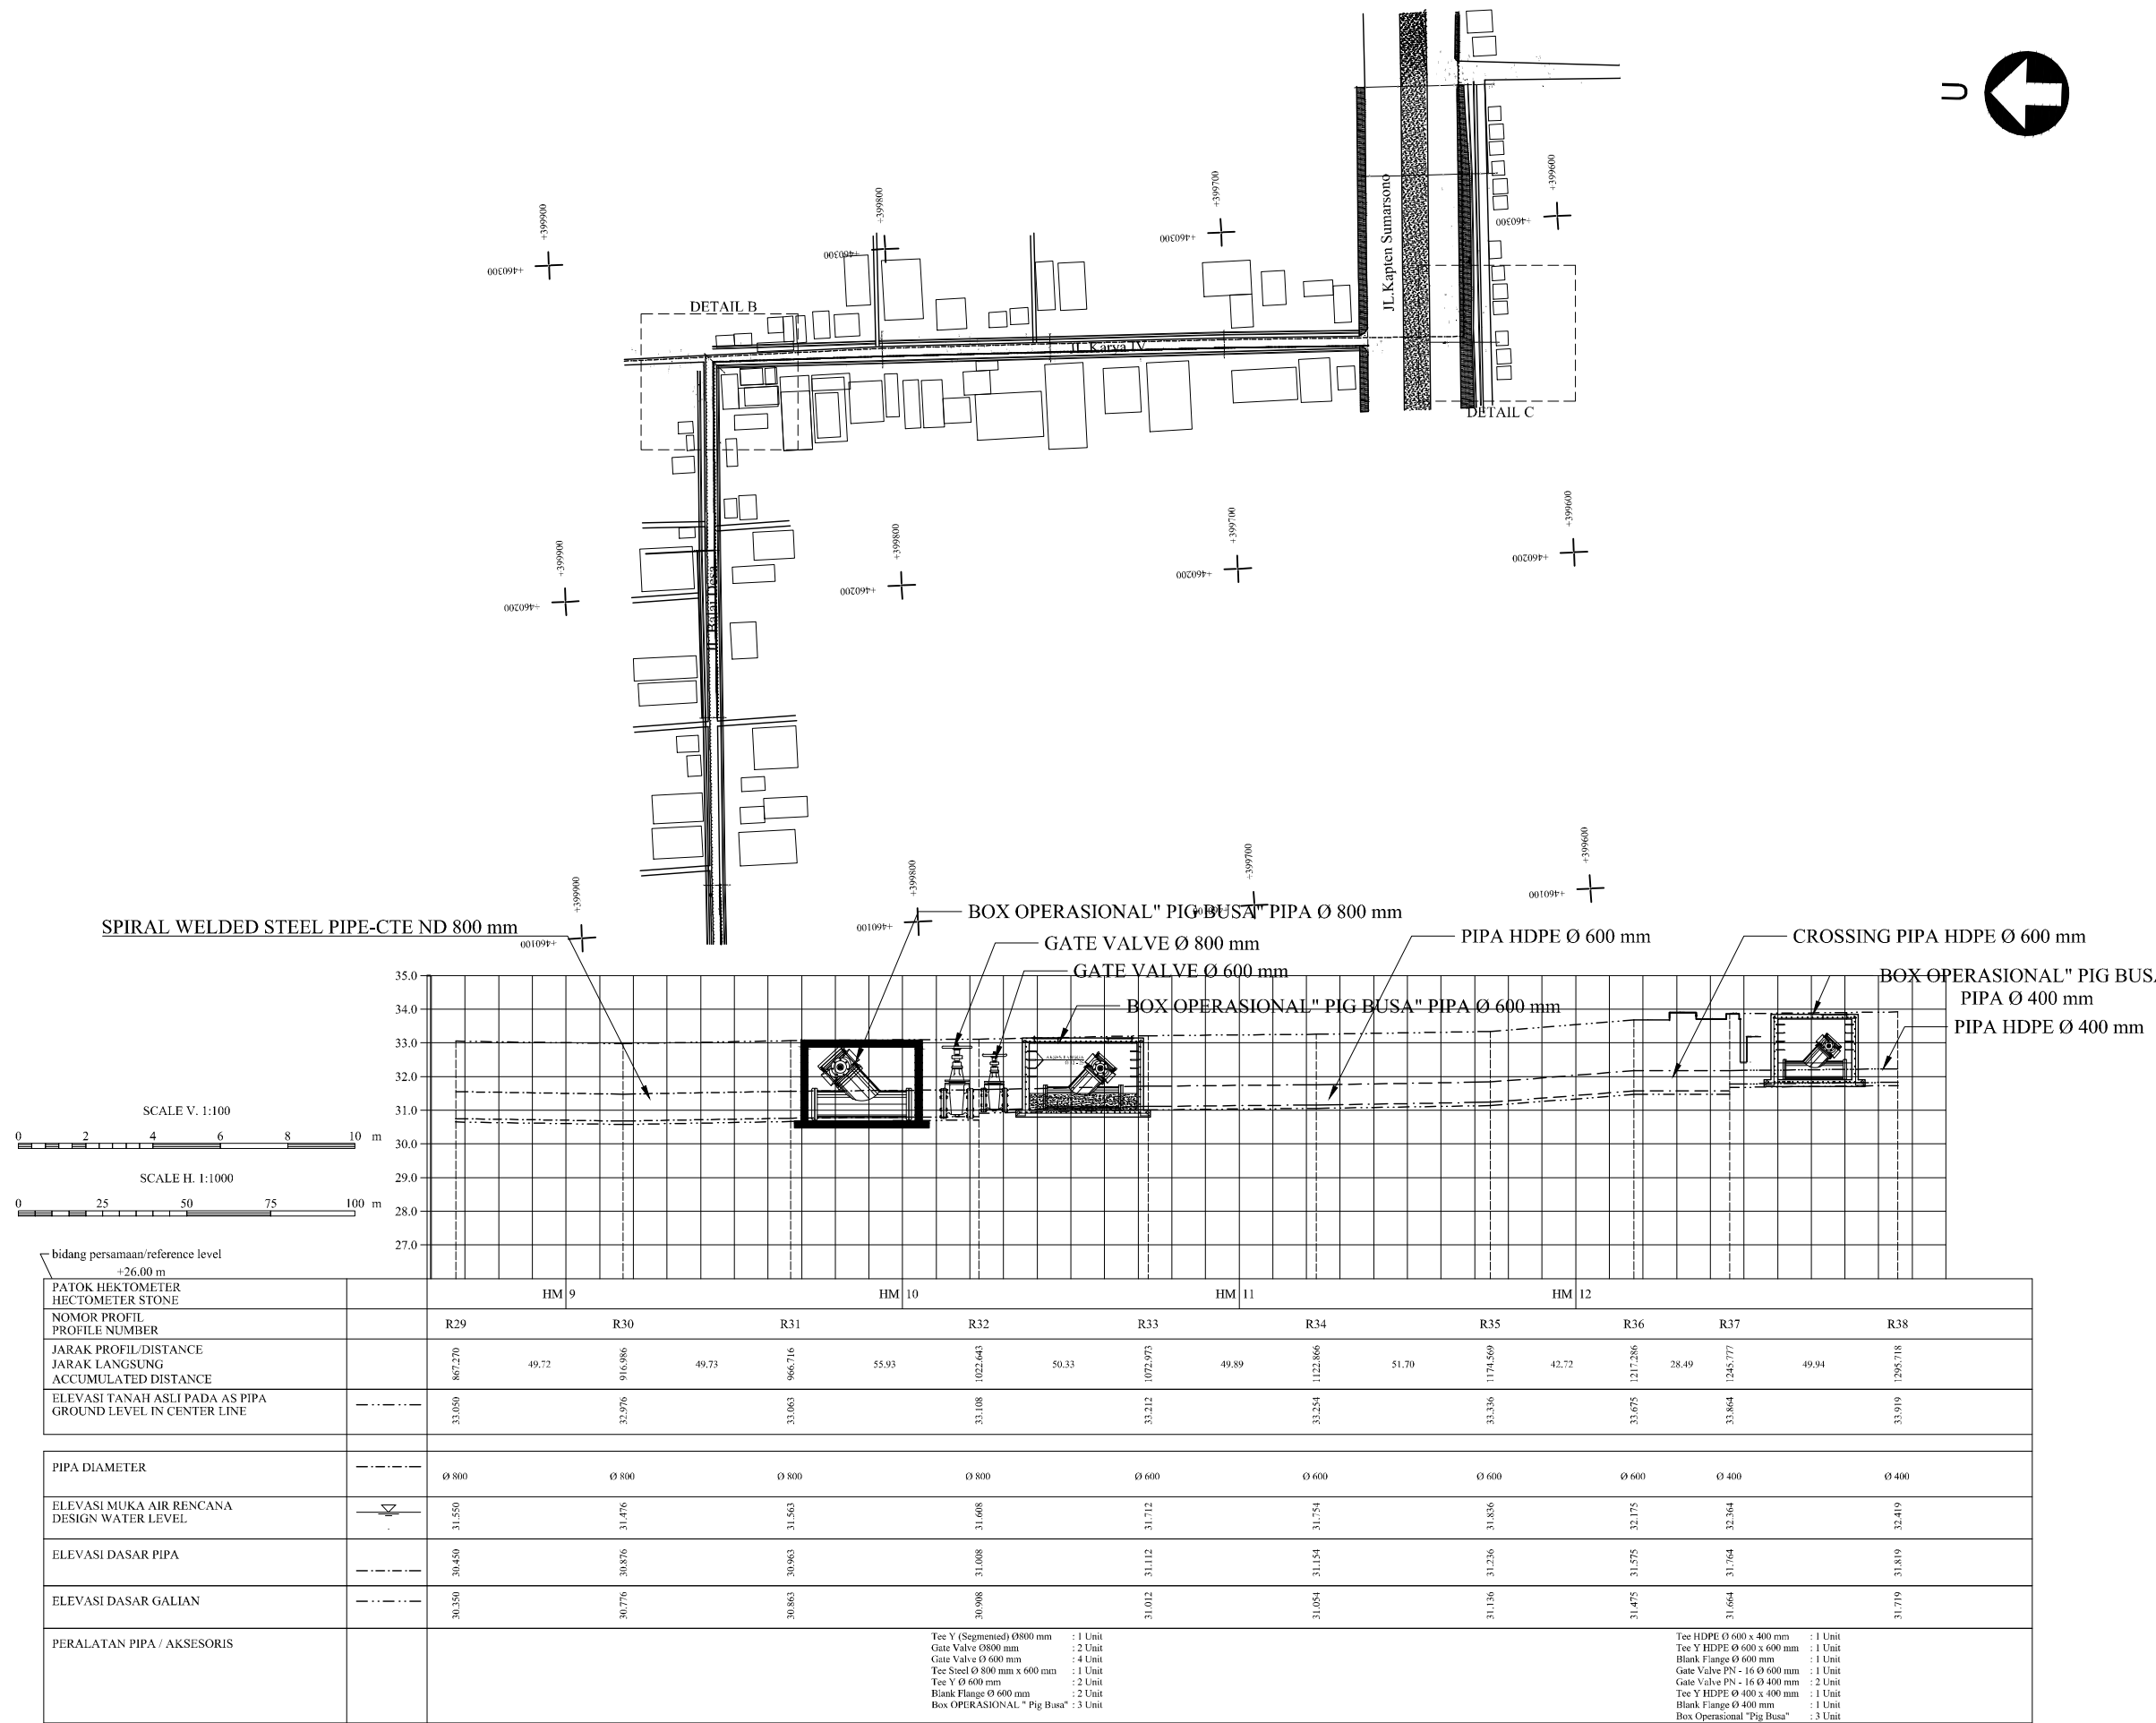 U
+399900
+460300
+399800
+460300
+399700
+460300
+399600
+460300
JL.Kapten Sumarsono
DETAIL B
JL.Karya IV
DETAIL C
+399900
+460200
+399800
+460200
+399700
+460200
+399600
+460200
JL.Balai Desa
+399900
+460100
+399800
+460100
+399700
+399600
+460100
SPIRAL WELDED STEEL PIPE-CTE ND 800 mm
BOX OPERASIONAL" PIG BUSA" PIPA Ø 800 mm
GATE VALVE Ø 800 mm
GATE VALVE Ø 600 mm
BOX OPERASIONAL" PIG BUSA" PIPA Ø 600 mm
PIPA HDPE Ø 600 mm
CROSSING PIPA HDPE Ø 600 mm
BOX OPERASIONAL" PIG BUSA
PIPA Ø 400 mm
PIPA HDPE Ø 400 mm
35.0
34.0
33.0
32.0
31.0
30.0
29.0
28.0
27.0
SCALE V. 1:100
0 2 4 6 8 10 m
SCALE H. 1:1000
0 25 50 75 100 m
bidang persamaan/reference level
+26.00 m
PATOK HEKTOMETER
HECTOMETER STONE
HM 9 HM 10 HM 11 HM 12
NOMOR PROFIL
PROFILE NUMBER
R29 R30 R31 R32 R33 R34 R35 R36 R37 R38
JARAK PROFIL/DISTANCE
JARAK LANGSUNG
ACCUMULATED DISTANCE
867.270 49.72 916.986 49.73 966.716 55.93 1022.643 50.33 1072.973 49.89 1122.866 51.70 1174.569 42.72 1217.286 28.49 1245.777 49.94 1295.718
ELEVASI TANAH ASLI PADA AS PIPA
GROUND LEVEL IN CENTER LINE
33.050 32.976 33.063 33.108 33.212 33.254 33.336 33.675 33.864 33.919
PIPA DIAMETER
Ø 800 Ø 800 Ø 800 Ø 800 Ø 600 Ø 600 Ø 600 Ø 600 Ø 400 Ø 400
ELEVASI MUKA AIR RENCANA
DESIGN WATER LEVEL
31.550 31.476 31.563 31.608 31.712 31.754 31.836 32.175 32.364 32.419
ELEVASI DASAR PIPA
30.450 30.876 30.963 31.008 31.112 31.154 31.236 31.575 31.764 31.819
ELEVASI DASAR GALIAN
30.350 30.776 30.863 30.908 31.012 31.054 31.136 31.475 31.664 31.719
PERALATAN PIPA / AKSESORIS
Tee Y (Segmented) Ø800 mm : 1 Unit
Gate Valve Ø800 mm : 2 Unit
Gate Valve Ø 600 mm : 4 Unit
Tee Steel Ø 800 mm x 600 mm : 1 Unit
Tee Y Ø 600 mm : 2 Unit
Blank Flange Ø 600 mm : 2 Unit
Box OPERASIONAL " Pig Busa" : 3 Unit
Tee HDPE Ø 600 x 400 mm : 1 Unit
Tee Y HDPE Ø 600 x 600 mm : 1 Unit
Blank Flange Ø 600 mm : 1 Unit
Gate Valve PN - 16 Ø 600 mm : 1 Unit
Gate Valve PN - 16 Ø 400 mm : 2 Unit
Tee Y HDPE Ø 400 x 400 mm : 1 Unit
Blank Flange Ø 400 mm : 1 Unit
Box Operasional "Pig Busa" : 3 Unit